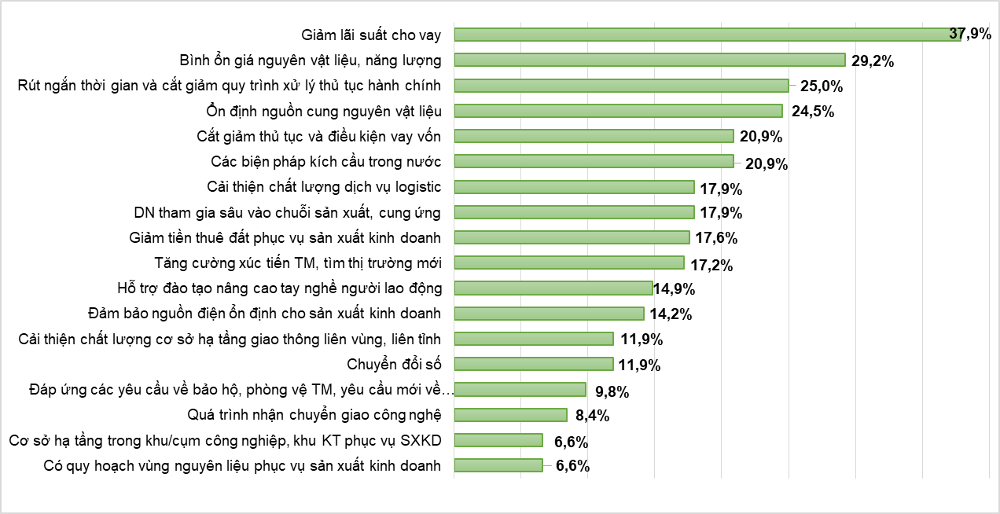 Giảm lãi suất cho vay 37,9%
Bình ổn giá nguyên vật liệu, năng lượng 29,2%
Rút ngắn thời gian và cắt giảm quy trình xử lý thủ tục hành chính 25,0%
Ổn định nguồn cung nguyên vật liệu 24,5%
Cắt giảm thủ tục và điều kiện vay vốn 20,9%
Các biện pháp kích cầu trong nước 20,9%
Cải thiện chất lượng dịch vụ logistic 17,9%
DN tham gia sâu vào chuỗi sản xuất, cung ứng 17,9%
Giảm tiền thuê đất phục vụ sản xuất kinh doanh 17,6%
Tăng cường xúc tiến TM, tìm thị trường mới 17,2%
Hỗ trợ đào tạo nâng cao tay nghề người lao động 14,9%
Đảm bảo nguồn điện ổn định cho sản xuất kinh doanh 14,2%
Cải thiện chất lượng cơ sở hạ tầng giao thông liên vùng, liên tỉnh 11,9%
Chuyển đổi số 11,9%
Đáp ứng các yêu cầu về bảo hộ, phòng vệ TM, yêu cầu mới về… 9,8%
Quá trình nhận chuyển giao công nghệ 8,4%
Cơ sở hạ tầng trong khu/cụm công nghiệp, khu KT phục vụ SXKD 6,6%
Có quy hoạch vùng nguyên liệu phục vụ sản xuất kinh doanh 6,6%